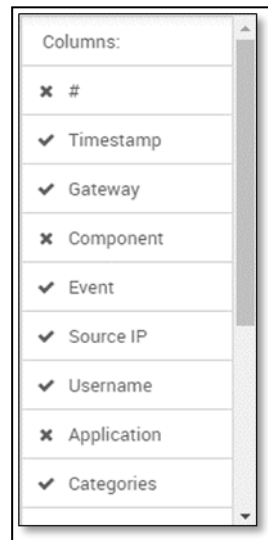 Columns:
✖ #
✔ Timestamp
✔ Gateway
✖ Component
✔ Event
✔ Source IP
✔ Username
✖ Application
✔ Categories